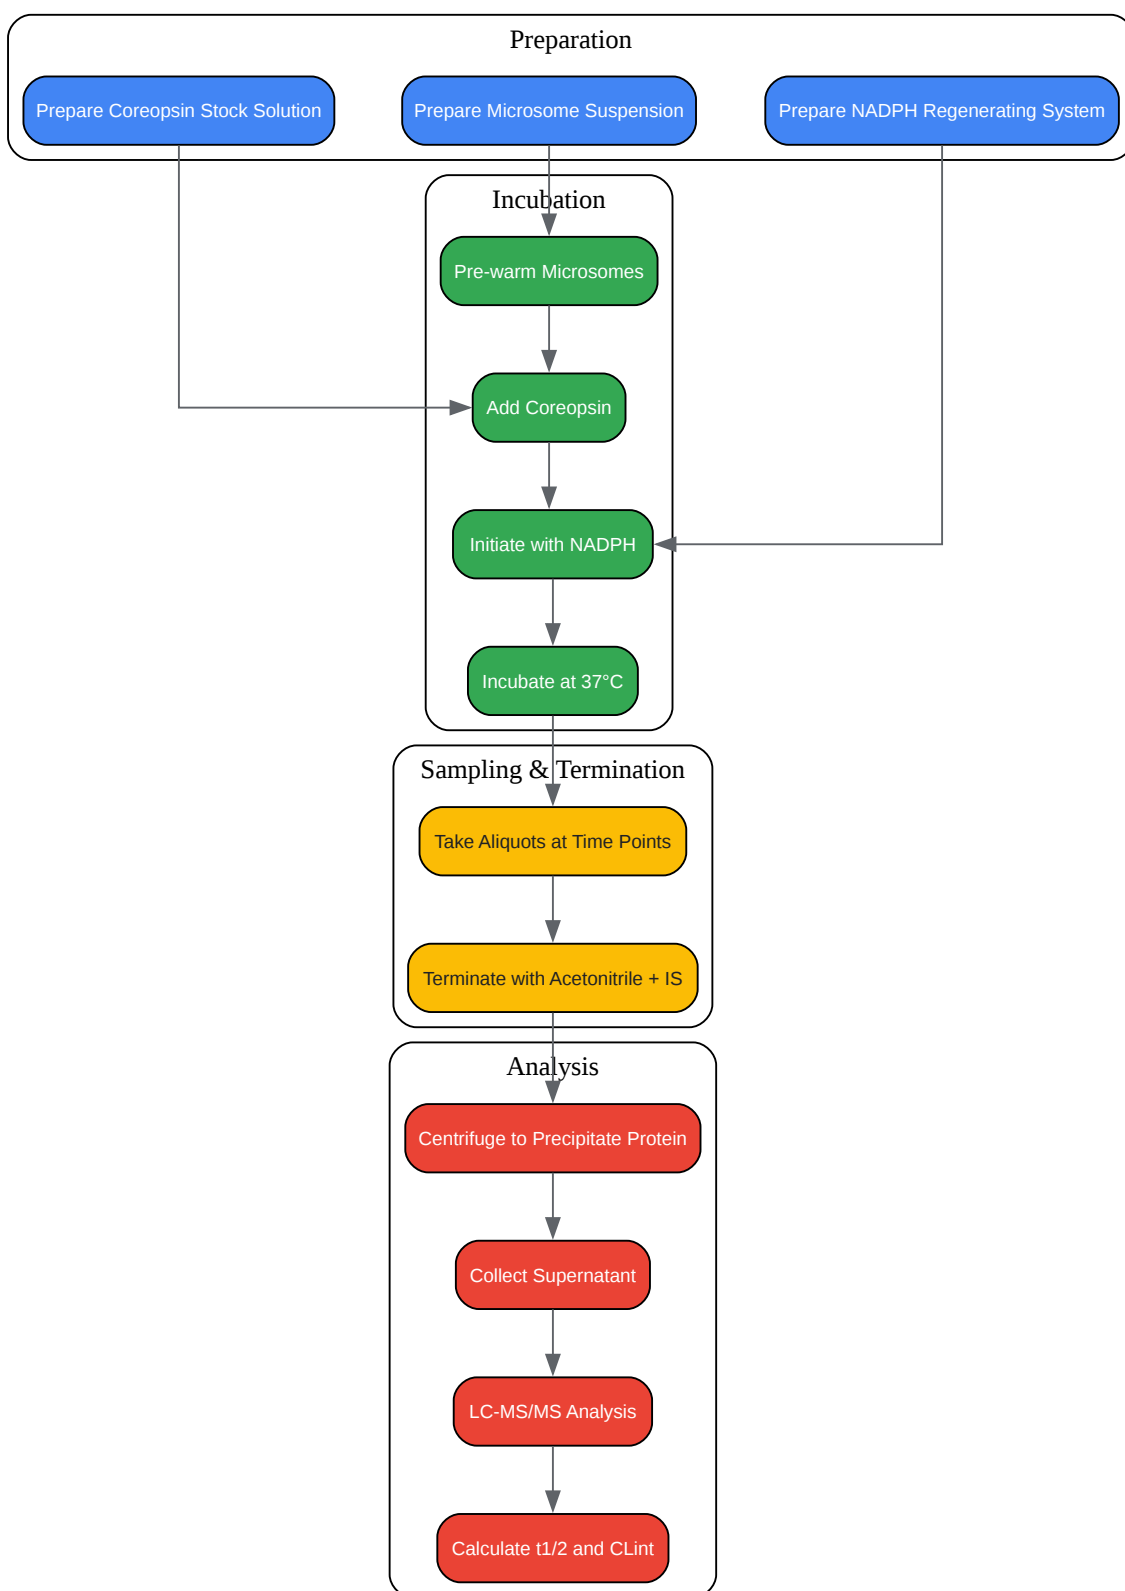 Preparation
Prepare Coreopsin Stock Solution
Prepare Microsome Suspension
Prepare NADPH Regenerating System
Incubation
Pre-warm Microsomes
Add Coreopsin
Initiate with NADPH
Incubate at 37°C
Sampling & Termination
Take Aliquots at Time Points
Terminate with Acetonitrile + IS
Analysis
Centrifuge to Precipitate Protein
Collect Supernatant
LC-MS/MS Analysis
Calculate t1/2 and CLint